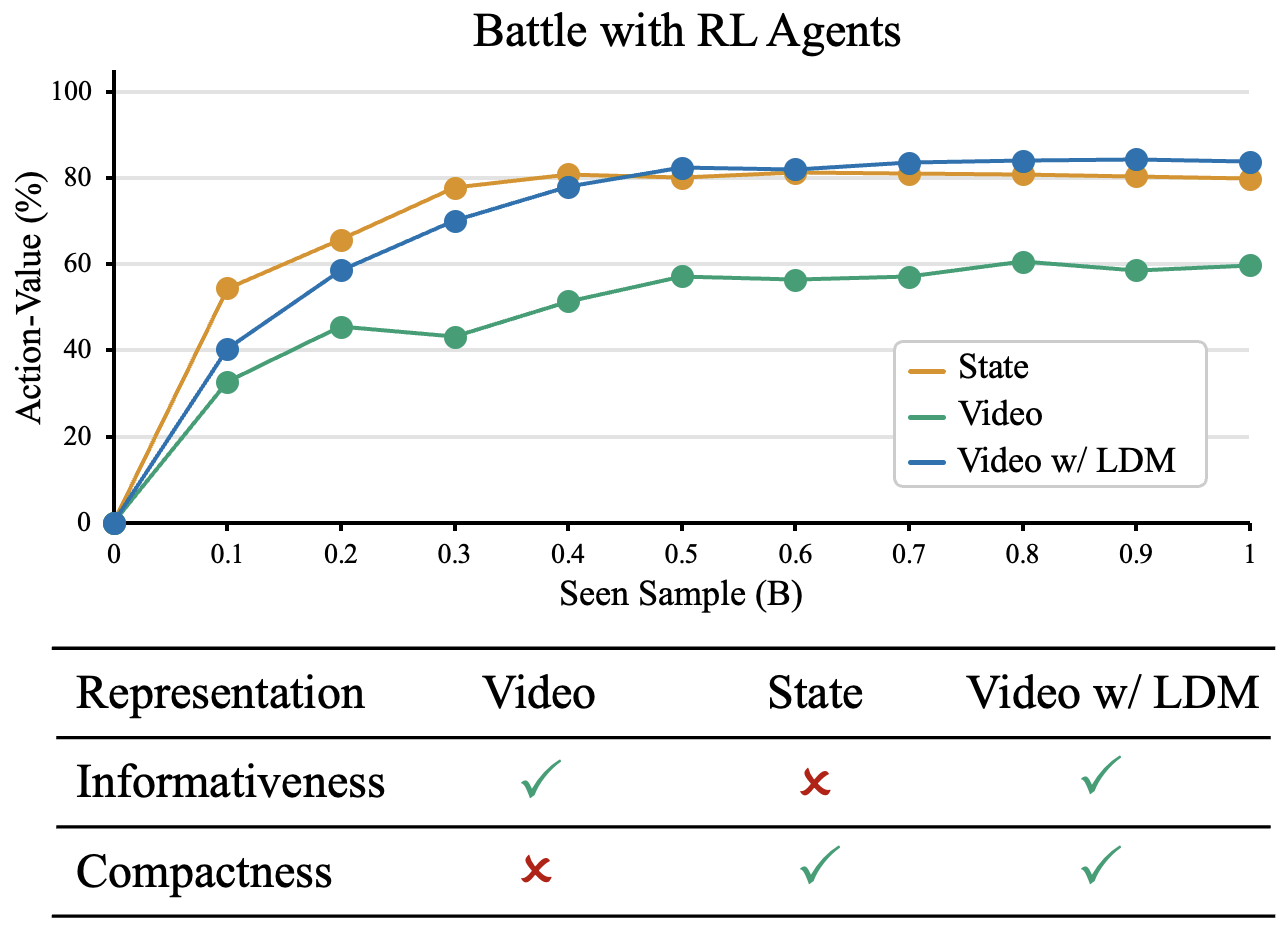 Battle with RL Agents
100
80
60
40
20
0
Action-Value (%)
State
Video
Video w/ LDM
0 0.1 0.2 0.3 0.4 0.5 0.6 0.7 0.8 0.9 1
Seen Sample (B)
Representation Video State Video w/ LDM
Informativeness ✓ ✗ ✓
Compactness ✗ ✓ ✓